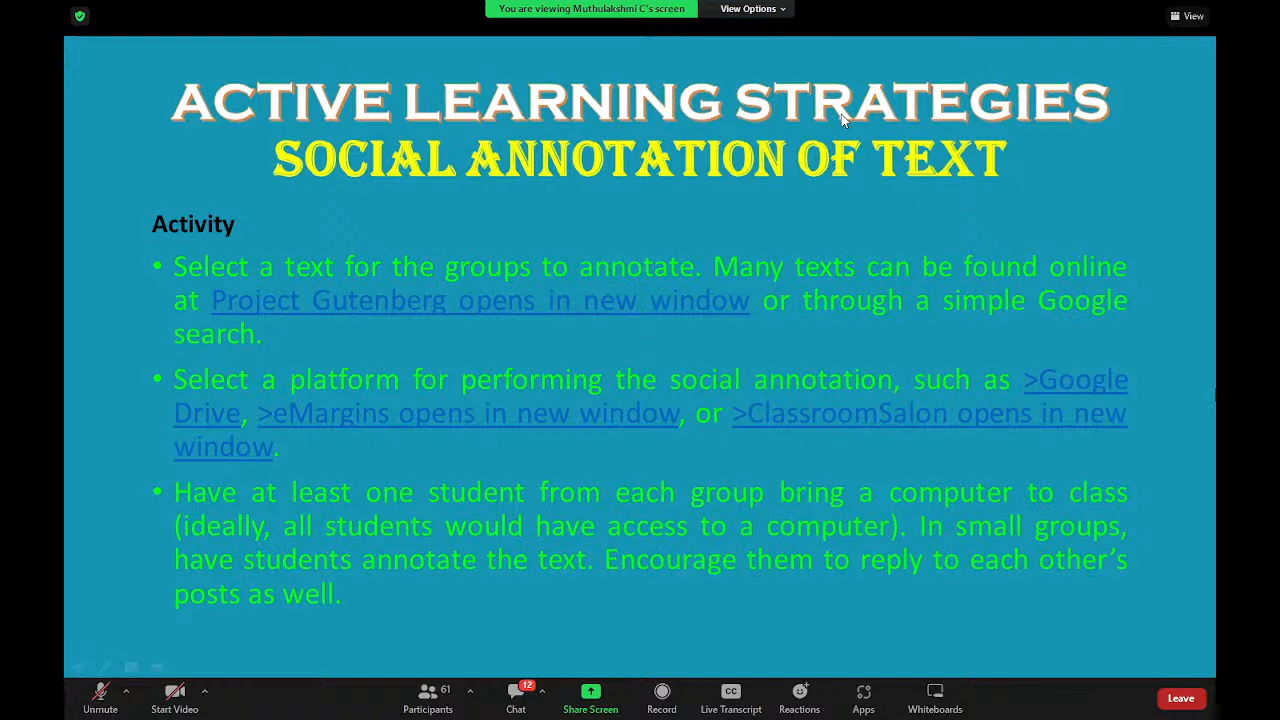 You are viewing Muthulakshmi C's screen
View Options
View
ACTIVE LEARNING STRATEGIES
SOCIAL ANNOTATION OF TEXT
Activity
• Select a text for the groups to annotate. Many texts can be found online
at Project Gutenberg opens in new window or through a simple Google
search.
• Select a platform for performing the social annotation, such as >Google
Drive, >eMargins opens in new window, or >ClassroomSalon opens in new
window.
• Have at least one student from each group bring a computer to class
(ideally, all students would have access to a computer). In small groups,
have students annotate the text. Encourage them to reply to each other's
posts as well.
61
12
CC
Unmute
Start Video
Participants
Chat
Share Screen
Record
Live Transcript
Reactions
Apps
Whiteboards
Leave